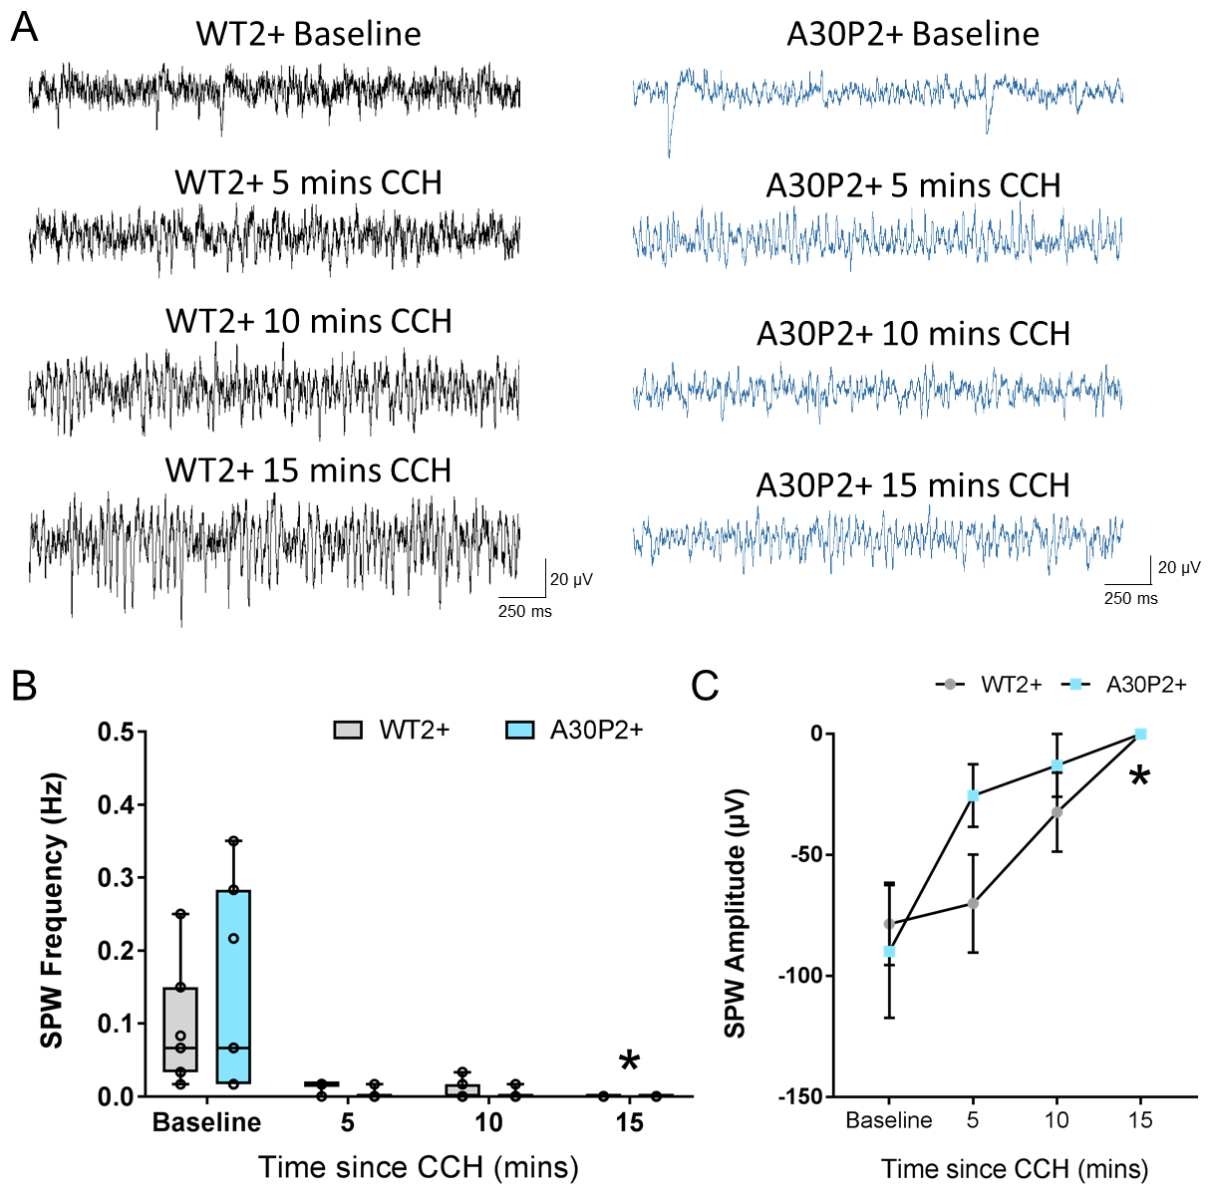 A
WT2+ Baseline
A30P2+ Baseline
WT2+ 5 mins CCH
A30P2+ 5 mins CCH
WT2+ 10 mins CCH
A30P2+ 10 mins CCH
WT2+ 15 mins CCH
A30P2+ 15 mins CCH
20 µV
250 ms
20 µV
250 ms
B
WT2+
A30P2+
SPW Frequency (Hz)
0.5
0.4
0.3
0.2
0.1
0.0
*
Baseline
5
10
15
Time since CCH (mins)
C
WT2+
A30P2+
SPW Amplitude (µV)
0
-50
-100
-150
*
Baseline
5
10
15
Time since CCH (mins)